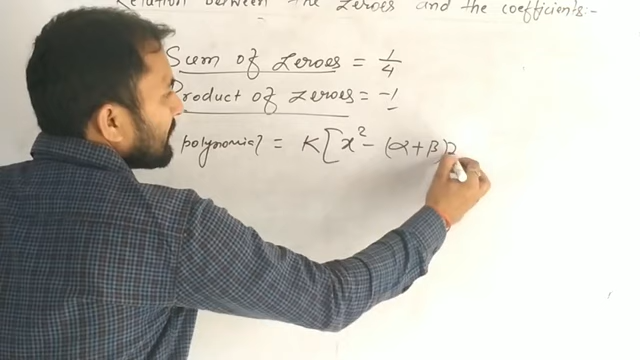 Relation between the Zeroes and the coefficients:-
Sum of Zeroes = 1/4
Product of Zeroes = -1
polynomial = K[x² - (α+β)